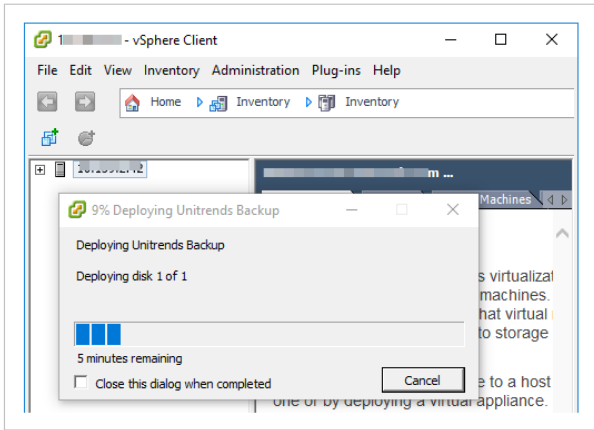 - vSphere Client
File Edit View Inventory Administration Plug-ins Help
Home Inventory Inventory
m ...
Machines
9% Deploying Unitrends Backup
Deploying Unitrends Backup
Deploying disk 1 of 1
5 minutes remaining
Close this dialog when completed
Cancel
s virtualizat
machines.
hat virtual
to storage
e to a host
one or by deploying a virtual appliance.